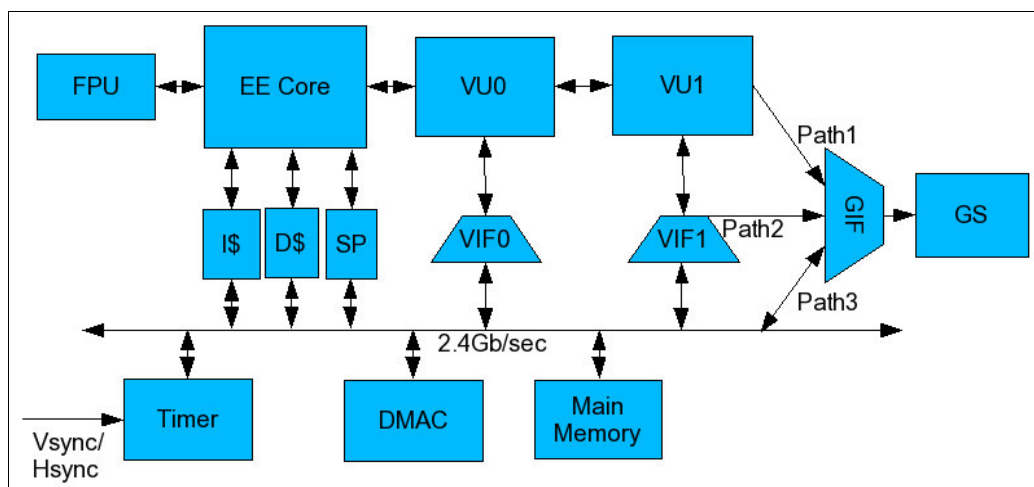 FPU
EE Core
VU0
VU1
Path1
I$
D$
SP
VIF0
VIF1
Path2
GIF
GS
Path3
2.4Gb/sec
Timer
DMAC
Main
Memory
Vsync/
Hsync